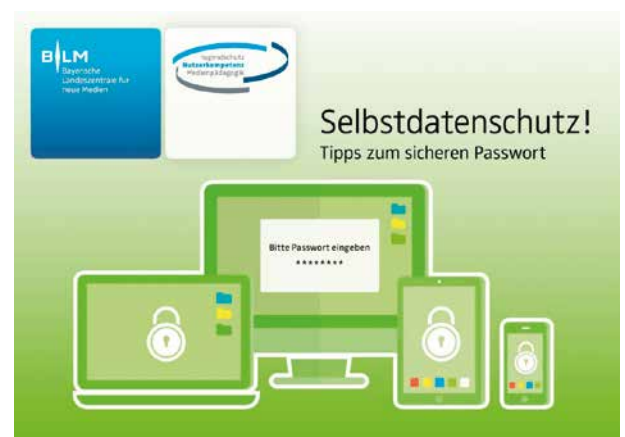 BLM
Bayerische
Landeszentrale für
neue Medien
Jugendschutz
Nutzerkompetenz
Medienpädagogik
Selbstdatenschutz!
Tipps zum sicheren Passwort
Bitte Passwort eingeben
********